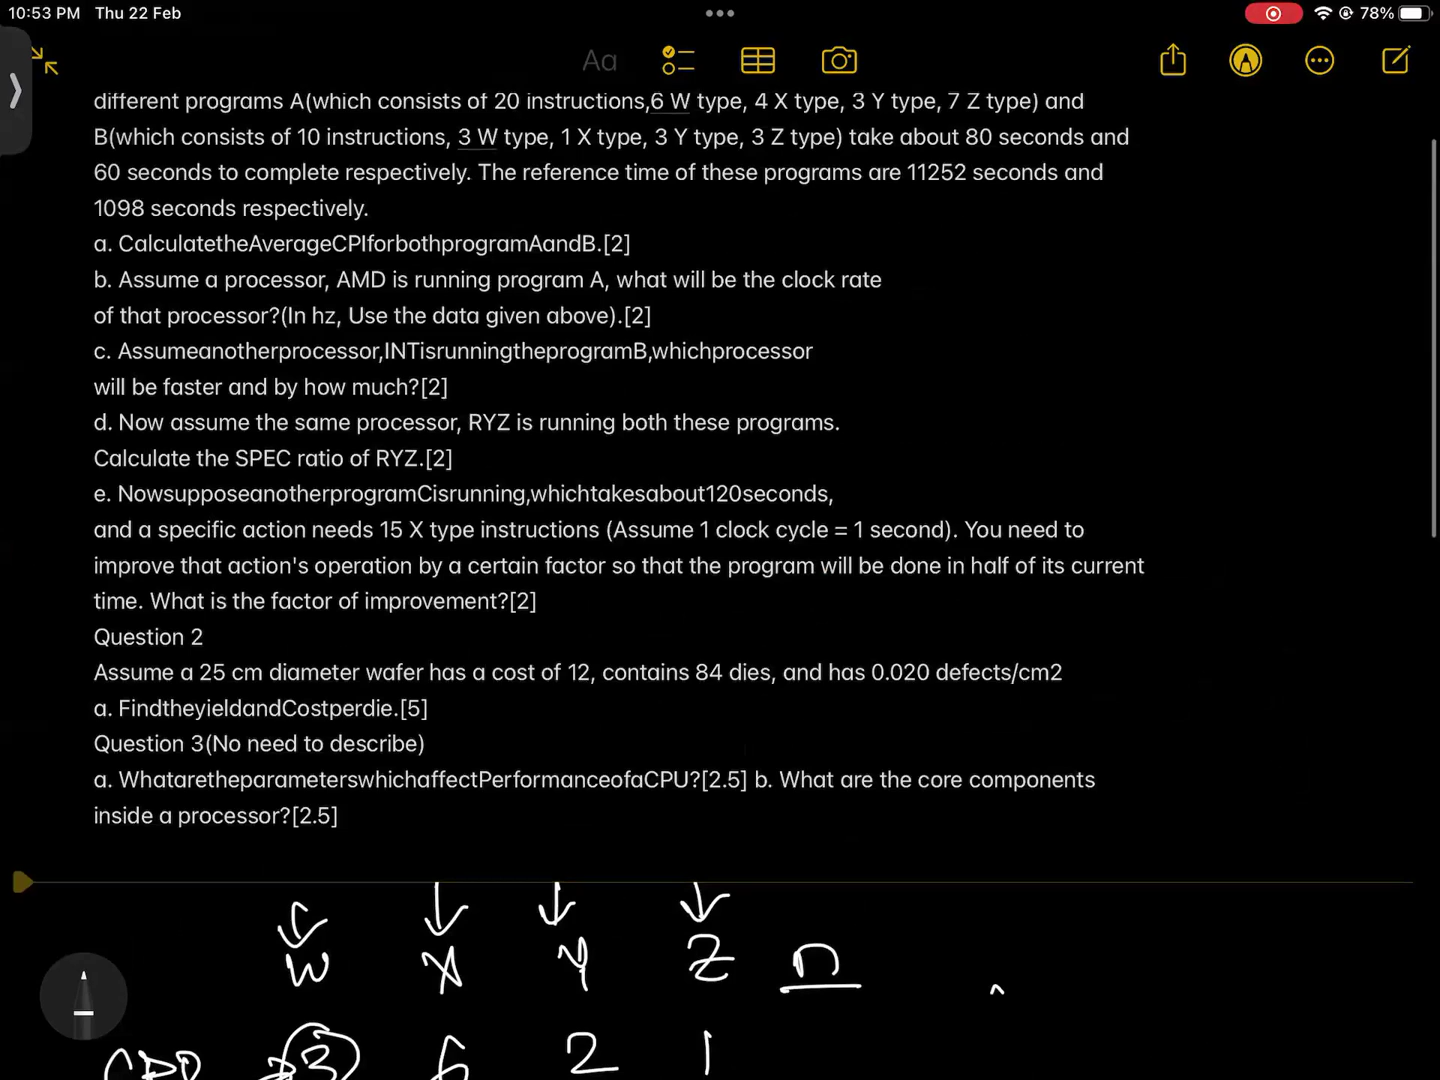 10:53 PM Thu 22 Feb
78%
Aa
different programs A(which consists of 20 instructions,6 W type, 4 X type, 3 Y type, 7 Z type) and
B(which consists of 10 instructions, 3 W type, 1 X type, 3 Y type, 3 Z type) take about 80 seconds and
60 seconds to complete respectively. The reference time of these programs are 11252 seconds and
1098 seconds respectively.
a. CalculatetheAverageCPIforbothprogramAandB.[2]
b. Assume a processor, AMD is running program A, what will be the clock rate
of that processor?(In hz, Use the data given above).[2]
c. Assumeanotherprocessor,INTisrunningtheprogramB,whichprocessor
will be faster and by how much?[2]
d. Now assume the same processor, RYZ is running both these programs.
Calculate the SPEC ratio of RYZ.[2]
e. NowsupposeanotherprogramCisrunning,whichtakesabout120seconds,
and a specific action needs 15 X type instructions (Assume 1 clock cycle = 1 second). You need to
improve that action's operation by a certain factor so that the program will be done in half of its current
time. What is the factor of improvement?[2]
Question 2
Assume a 25 cm diameter wafer has a cost of 12, contains 84 dies, and has 0.020 defects/cm2
a. FindtheyieldandCostperdie.[5]
Question 3(No need to describe)
a. WhataretheparameterswhichaffectPerformanceofaCPU?[2.5] b. What are the core components
inside a processor?[2.5]
W X Y Z n
3 6 2 1